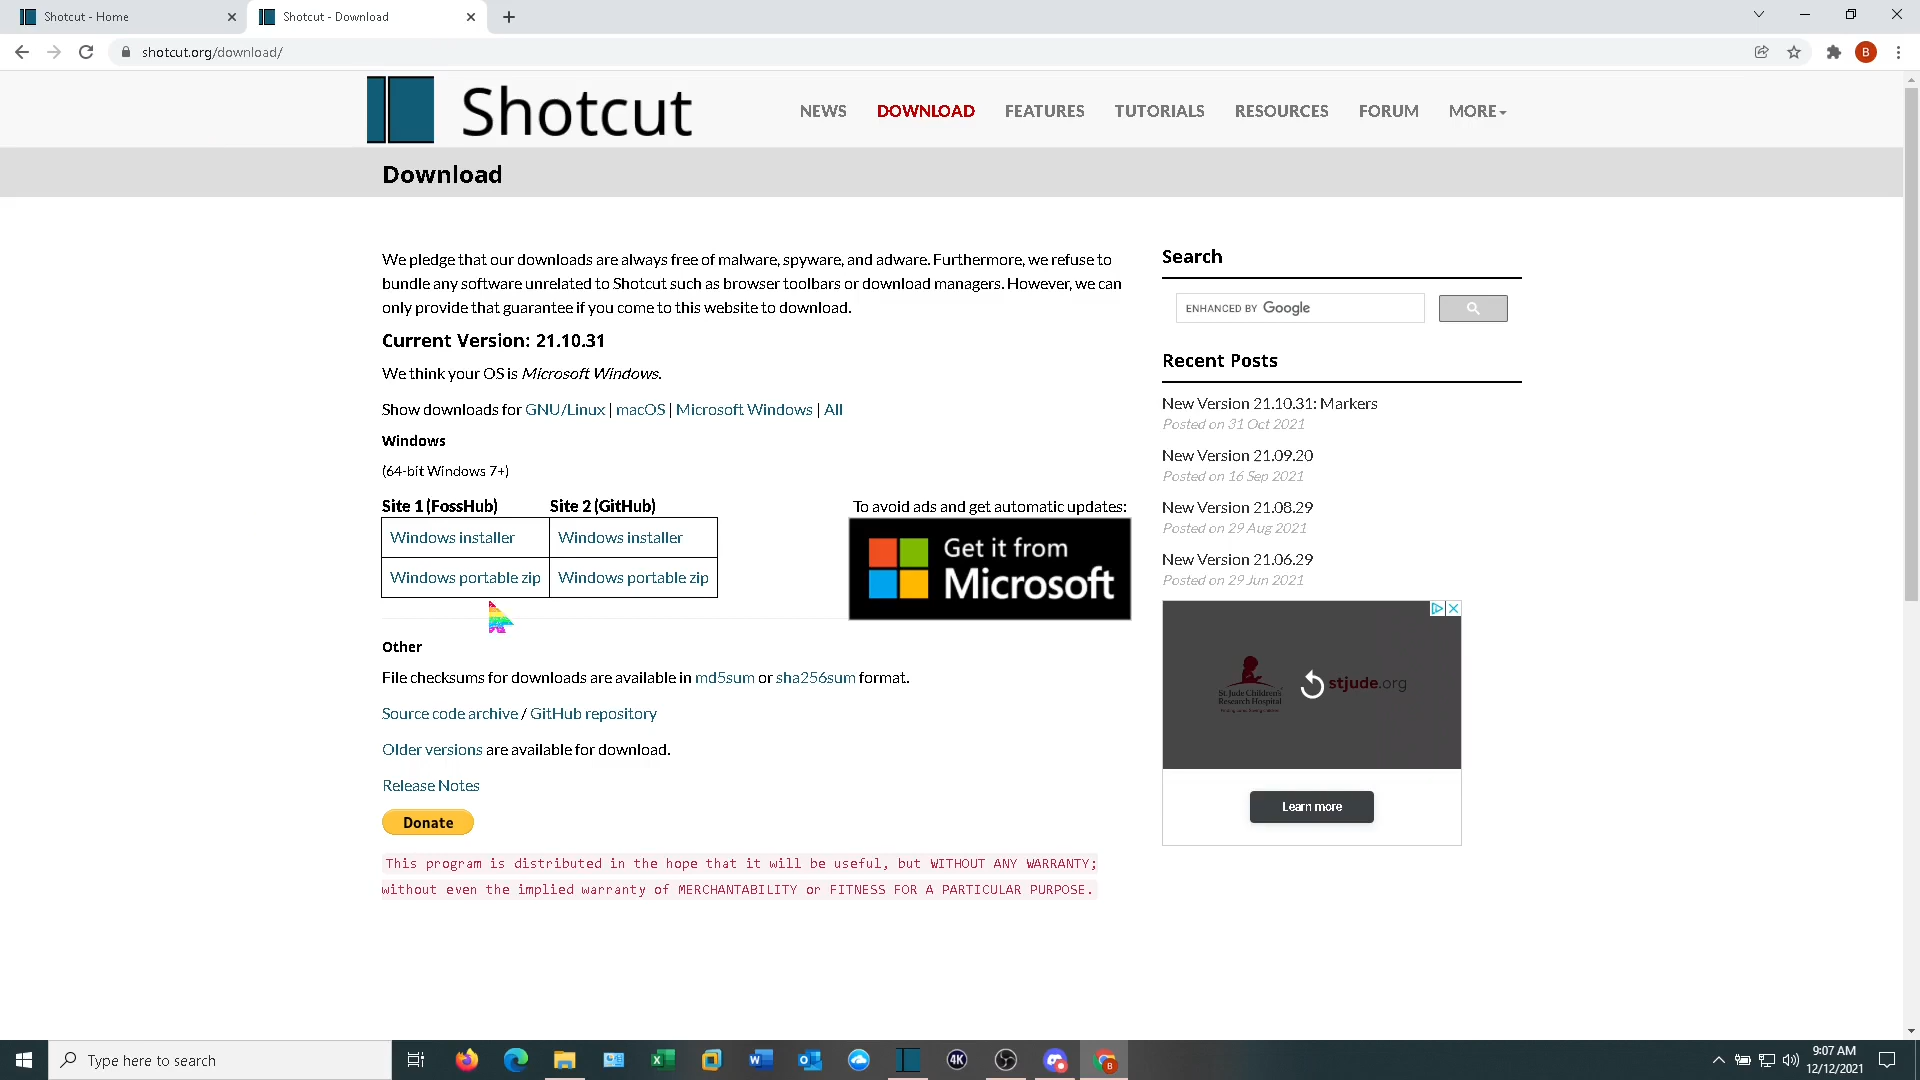 Shotcut - Home
Shotcut - Download
shotcut.org/download/
B
Shotcut
NEWS DOWNLOAD FEATURES TUTORIALS RESOURCES FORUM MORE
Download
We pledge that our downloads are always free of malware, spyware, and adware. Furthermore, we refuse to
bundle any software unrelated to Shotcut such as browser toolbars or download managers. However, we can
only provide that guarantee if you come to this website to download.
Current Version: 21.10.31
We think your OS is Microsoft Windows.
Show downloads for GNU/Linux | macOS | Microsoft Windows | All
Windows
(64-bit Windows 7+)
Site 1 (FossHub) Site 2 (GitHub)
Windows installer Windows installer
Windows portable zip Windows portable zip
To avoid ads and get automatic updates:
Get it from
Microsoft
Other
File checksums for downloads are available in md5sum or sha256sum format.
Source code archive / GitHub repository
Older versions are available for download.
Release Notes
Donate
This program is distributed in the hope that it will be useful, but WITHOUT ANY WARRANTY;
without even the implied warranty of MERCHANTABILITY or FITNESS FOR A PARTICULAR PURPOSE.
Search
ENHANCED BY Google
Recent Posts
New Version 21.10.31: Markers
Posted on 31 Oct 2021
New Version 21.09.20
Posted on 16 Sep 2021
New Version 21.08.29
Posted on 29 Aug 2021
New Version 21.06.29
Posted on 29 Jun 2021
St. Jude Children's
Research Hospital
stjude.org
Learn more
Type here to search
4K
9:07 AM
12/12/2021